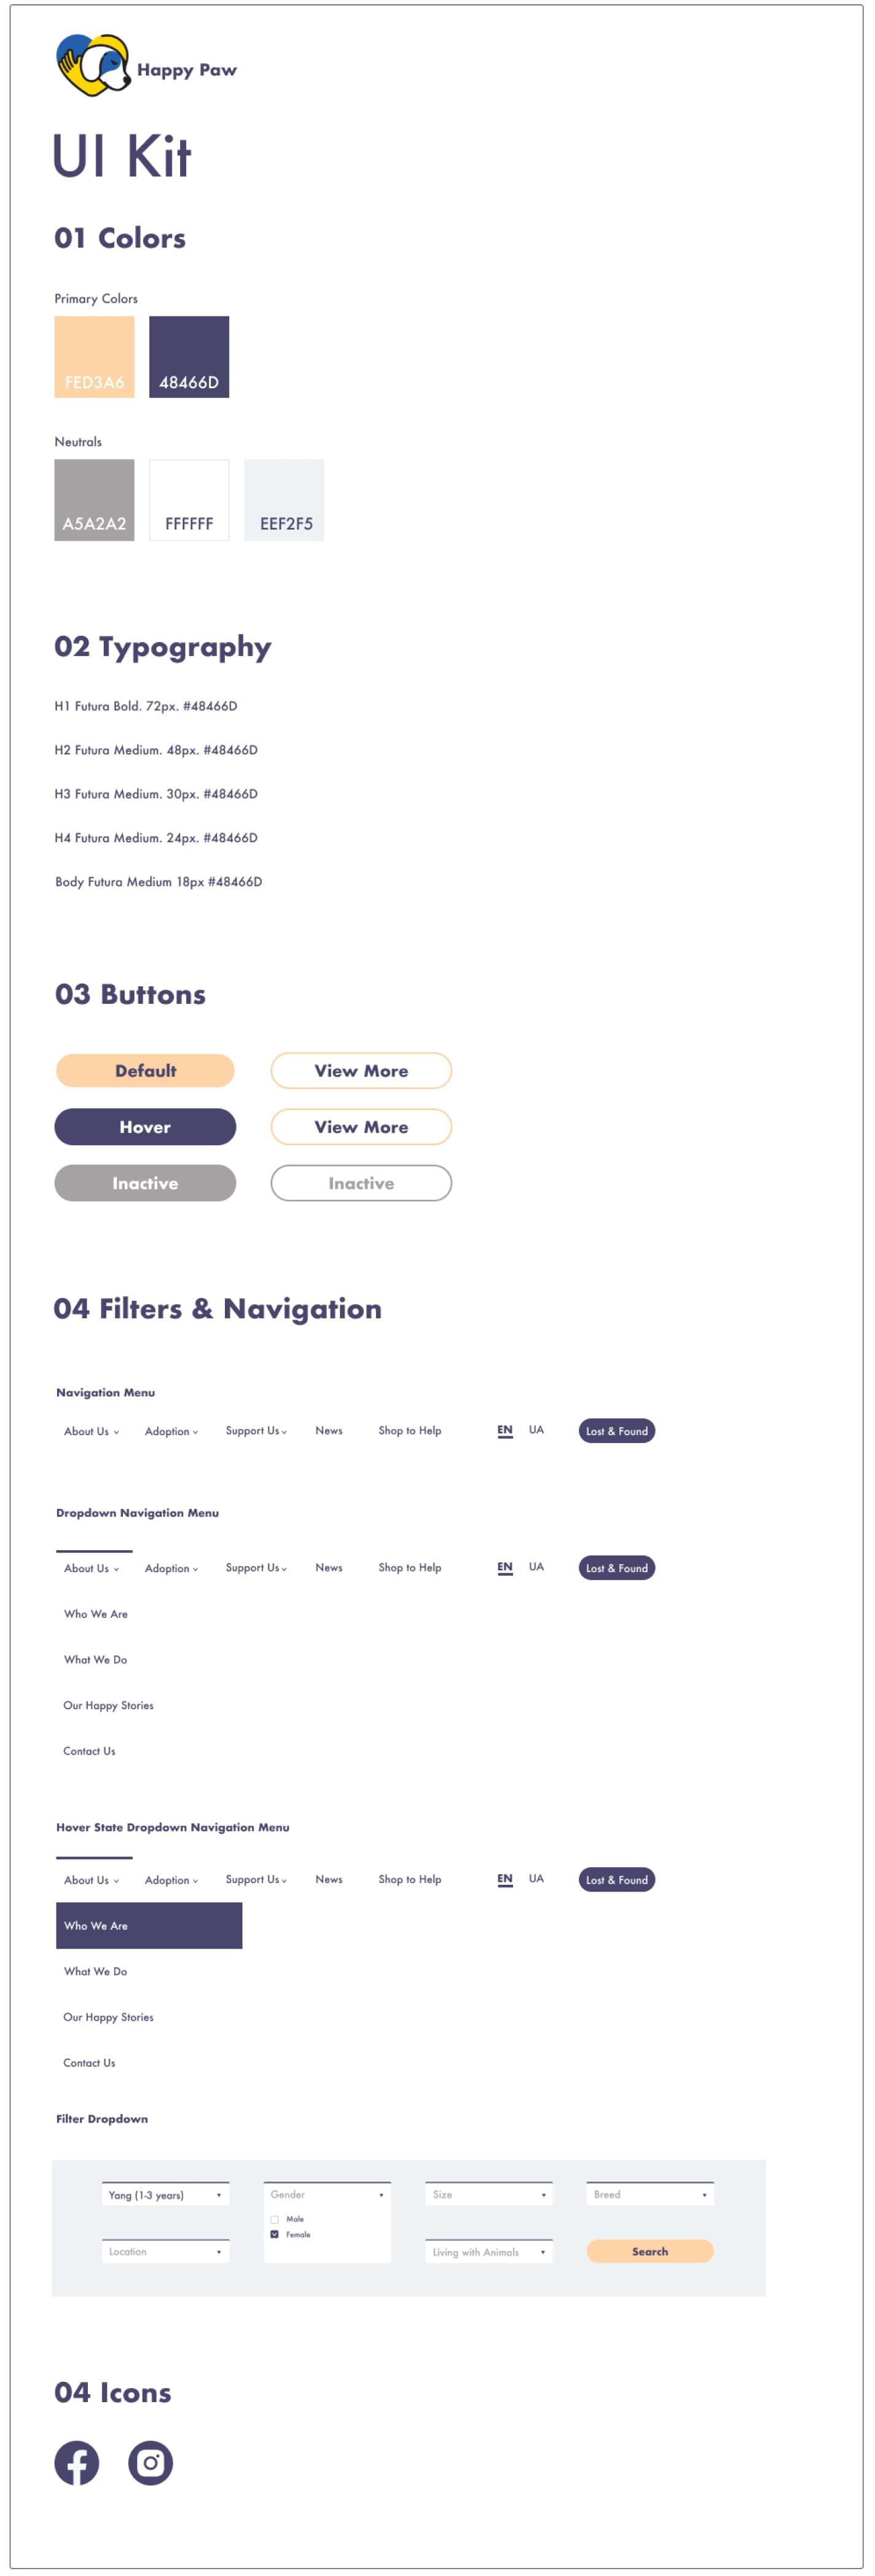 Happy Paw
UI Kit
01 Colors
Primary Colors
FED3A6 48466D
Neutrals
A5A2A2 FFFFFF EEF2F5
02 Typography
H1 Futura Bold. 72px. #48466D
H2 Futura Medium. 48px. #48466D
H3 Futura Medium. 30px. #48466D
H4 Futura Medium. 24px. #48466D
Body Futura Medium 18px #48466D
03 Buttons
Default View More
Hover View More
Inactive Inactive
04 Filters & Navigation
Navigation Menu
About Us Adoption Support Us News Shop to Help EN UA Lost & Found
Dropdown Navigation Menu
About Us Adoption Support Us News Shop to Help EN UA Lost & Found
Who We Are
What We Do
Our Happy Stories
Contact Us
Hover State Dropdown Navigation Menu
About Us Adoption Support Us News Shop to Help EN UA Lost & Found
Who We Are
What We Do
Our Happy Stories
Contact Us
Filter Dropdown
Yang (1-3 years) Gender Size Breed
Male
Female
Location Living with Animals Search
04 Icons